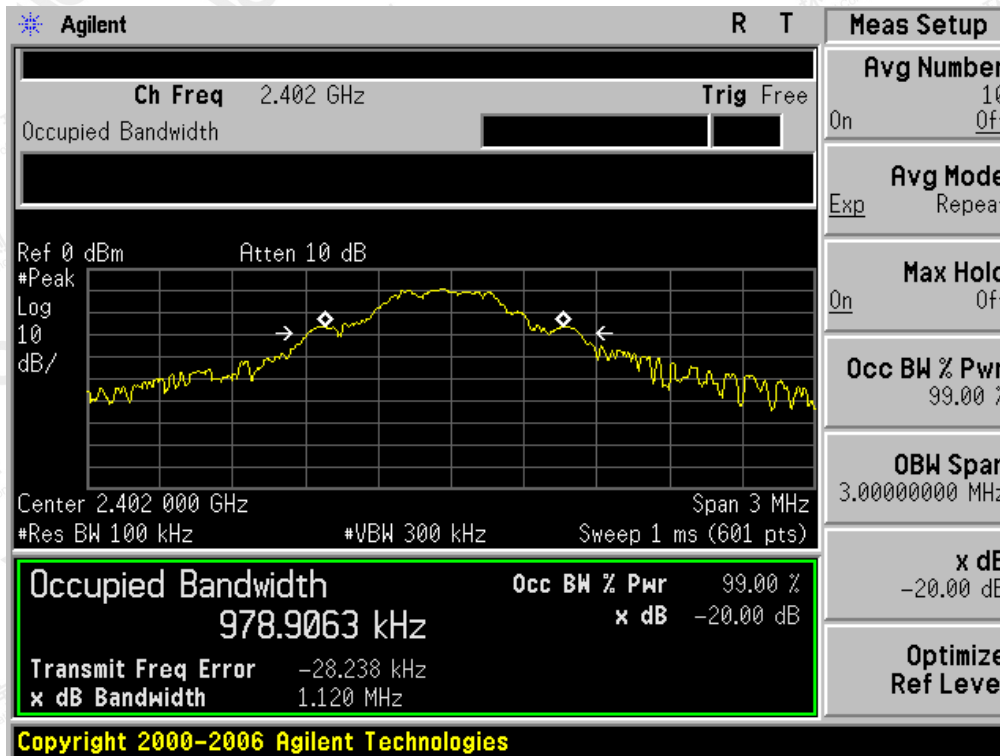 Agilent R T
Ch Freq 2.402 GHz Trig Free
Occupied Bandwidth
Ref 0 dBm Atten 10 dB
#Peak
Log
10
dB/
Center 2.402 000 GHz Span 3 MHz
#Res BW 100 kHz #VBW 300 kHz Sweep 1 ms (601 pts)
Occupied Bandwidth Occ BW % Pwr 99.00 %
978.9063 kHz x dB -20.00 dB
Transmit Freq Error -28.238 kHz
x dB Bandwidth 1.120 MHz
Copyright 2000-2006 Agilent Technologies
Meas Setup
Avg Number
10
On Off
Avg Mode
Exp Repeat
Max Hold
On Off
Occ BW % Pwr
99.00 %
OBW Span
3.00000000 MHz
x dB
-20.00 dB
Optimize
Ref Level